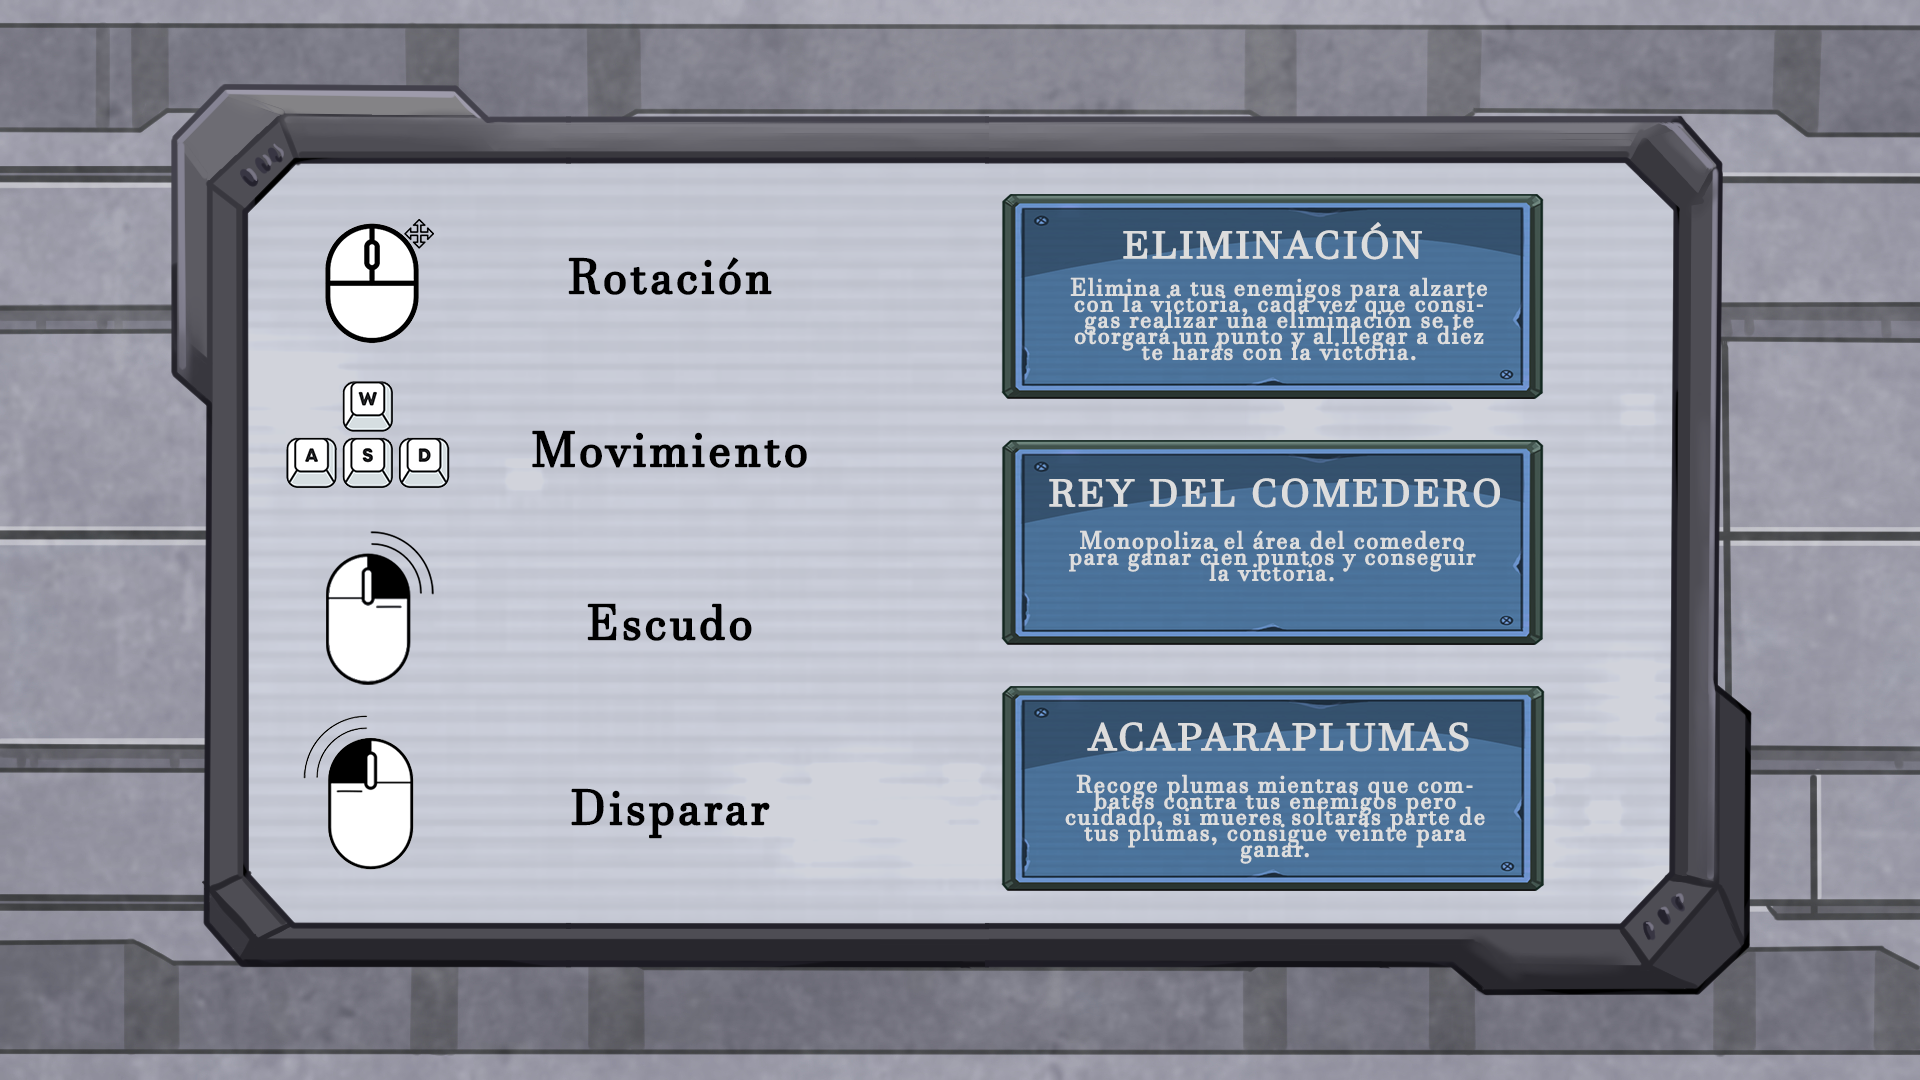 Rotación
W
A S D
Movimiento
Escudo
Disparar
ELIMINACIÓN
Elimina a tus enemigos para alzarte
con la victoria, cada vez que consi-
gas realizar una eliminación se te
otorgará un punto y al llegar a diez
te harás con la victoria.
REY DEL COMEDERO
Monopoliza el área del comedero
para ganar cien puntos y conseguir
la victoria.
ACAPARAPLUMAS
Recoge plumas mientras que com-
bates contra tus enemigos pero
cuidado, si mueres soltarás parte de
tus plumas, consigue veinte para
ganar.